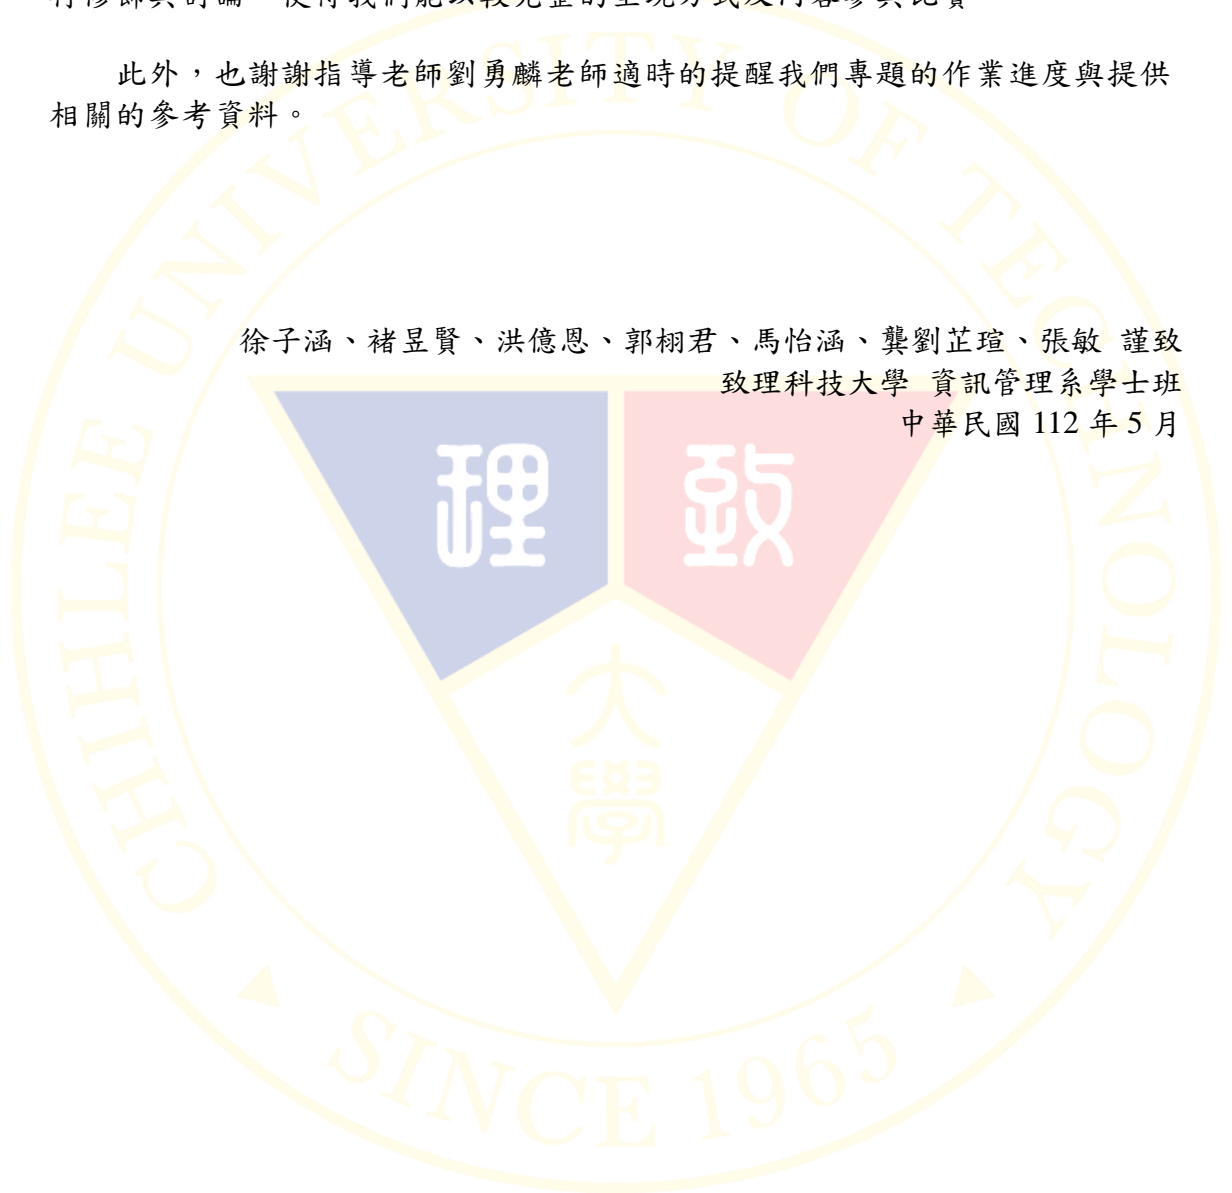 此外，也謝謝指導老師劉勇麟老師適時的提醒我們專題的作業進度與提供
相關的參考資料。
徐子涵、褚昱賢、洪億恩、郭栩君、馬怡涵、龔劉芷瑄、張敏 謹致
致理科技大學 資訊管理系學士班
中華民國 112 年 5 月
理 致
大
學
CHIHLEE UNIVERSITY OF TECHNOLOGY
SINCE 1965